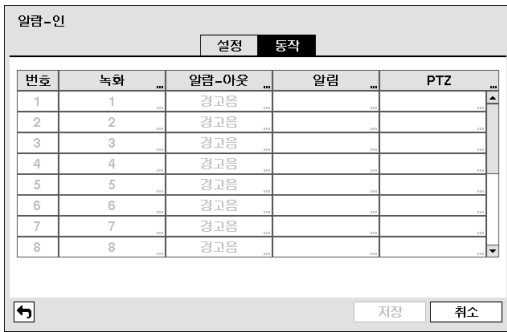 알람-인
설정 동작
번호 녹화 ... 알람-아웃 ... 알림 ... PTZ ...
1 1 ... 경고음 ... ... ...
2 2 ... 경고음 ... ... ...
3 3 ... 경고음 ... ... ...
4 4 ... 경고음 ... ... ...
5 5 ... 경고음 ... ... ...
6 6 ... 경고음 ... ... ...
7 7 ... 경고음 ... ... ...
8 8 ... 경고음 ... ... ...
저장 취소